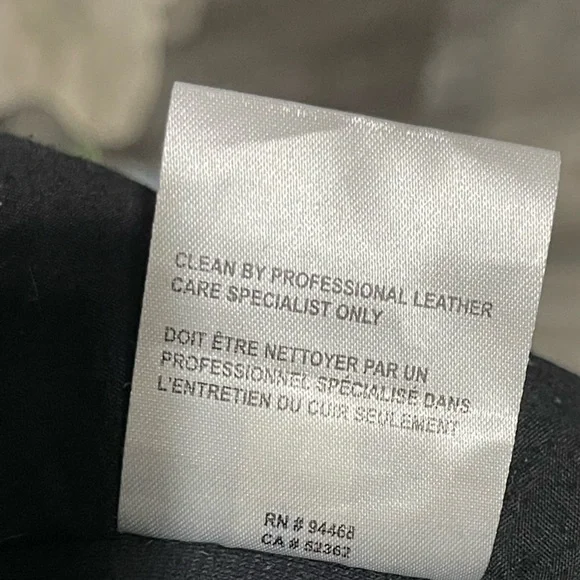 CLEAN BY PROFESSIONAL LEATHER
CARE SPECIALIST ONLY
DOIT ÊTRE NETTOYER PAR UN
PROFESSIONNEL SPÉCIALISÉ DANS
L'ENTRETIEN DU CUIR SEULEMENT
RN # 94468
CA # 52362